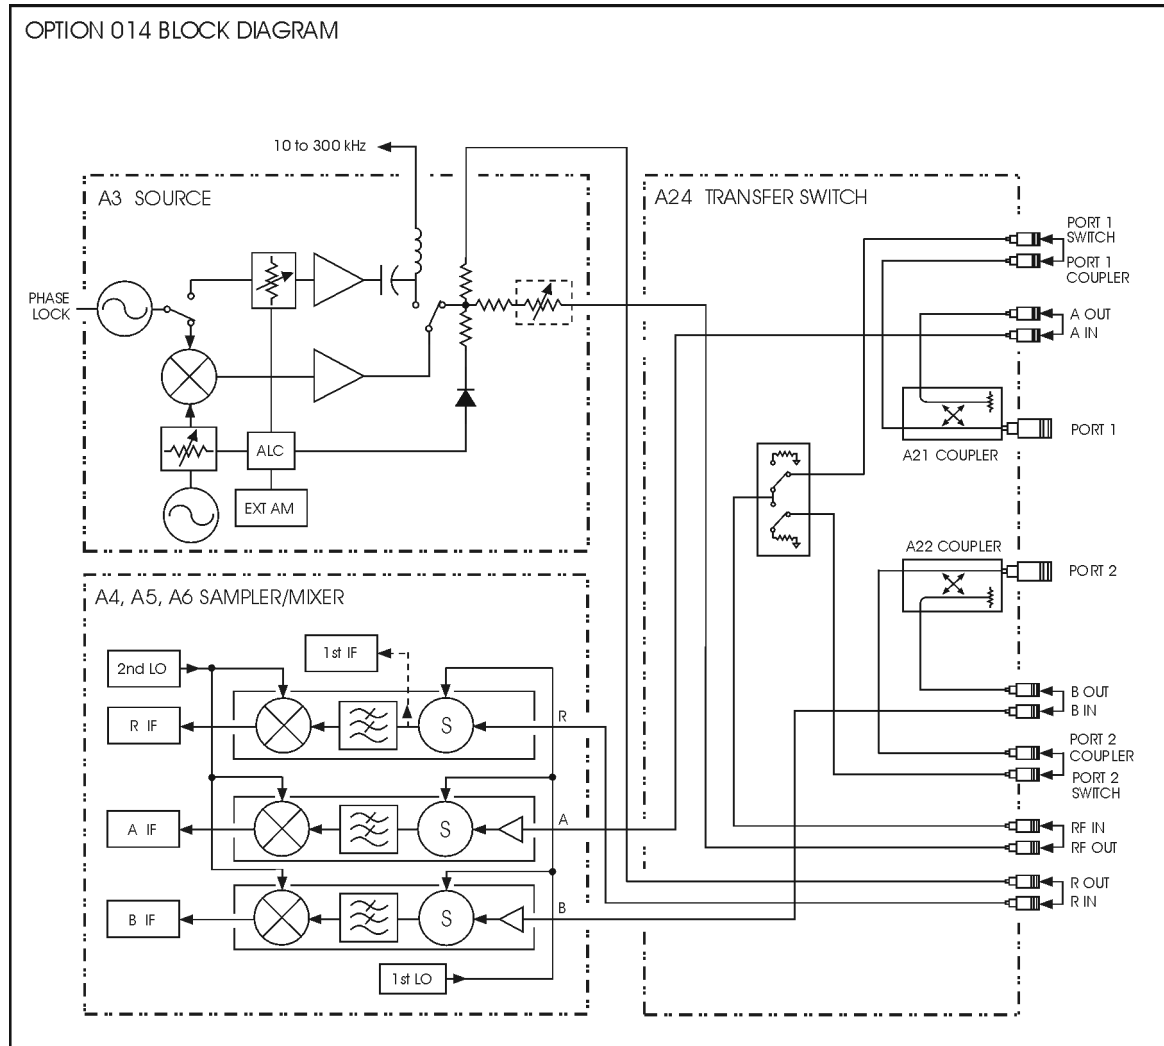 OPTION 014 BLOCK DIAGRAM
10 to 300 kHz
A3 SOURCE
A24 TRANSFER SWITCH
PORT 1
SWITCH
PORT 1
COUPLER
PHASE
LOCK
A OUT
A IN
PORT 1
A21 COUPLER
ALC
EXT AM
A22 COUPLER
PORT 2
A4, A5, A6 SAMPLER/MIXER
1st IF
2nd LO
B OUT
B IN
R IF
S
R
PORT 2
COUPLER
PORT 2
SWITCH
A IF
S
A
RF IN
RF OUT
R OUT
R IN
B IF
S
B
1st LO